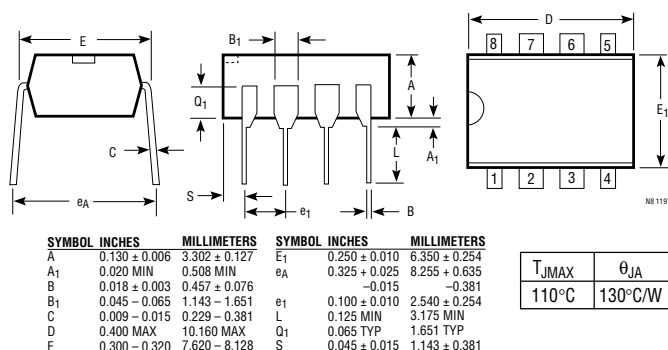 E
B1
Q1
A
A1
C
L
eA
S
e1
B
D
8 7 6 5
E1
1 2 3 4
SYMBOL INCHES MILLIMETERS
A 0.130 ± 0.006 3.302 ± 0.127
A1 0.020 MIN 0.508 MIN
B 0.018 ± 0.003 0.457 ± 0.076
B1 0.045 – 0.065 1.143 - 1.651
C 0.009 – 0.015 0.229 – 0.381
D 0.400 MAX 10.160 MAX
E 0.300 – 0.320 7.620 – 8.128
SYMBOL INCHES MILLIMETERS
E1 0.250 ± 0.010 6.350 ± 0.254
eA 0.325 + 0.025 8.255 + 0.635
–0.015 –0.381
e1 0.100 ± 0.010 2.540 ± 0.254
L 0.125 MIN 3.175 MIN
Q1 0.065 TYP 1.651 TYP
S 0.045 ± 0.015 1.143 ± 0.381
TJMAX θJA
110°C 130°C/W